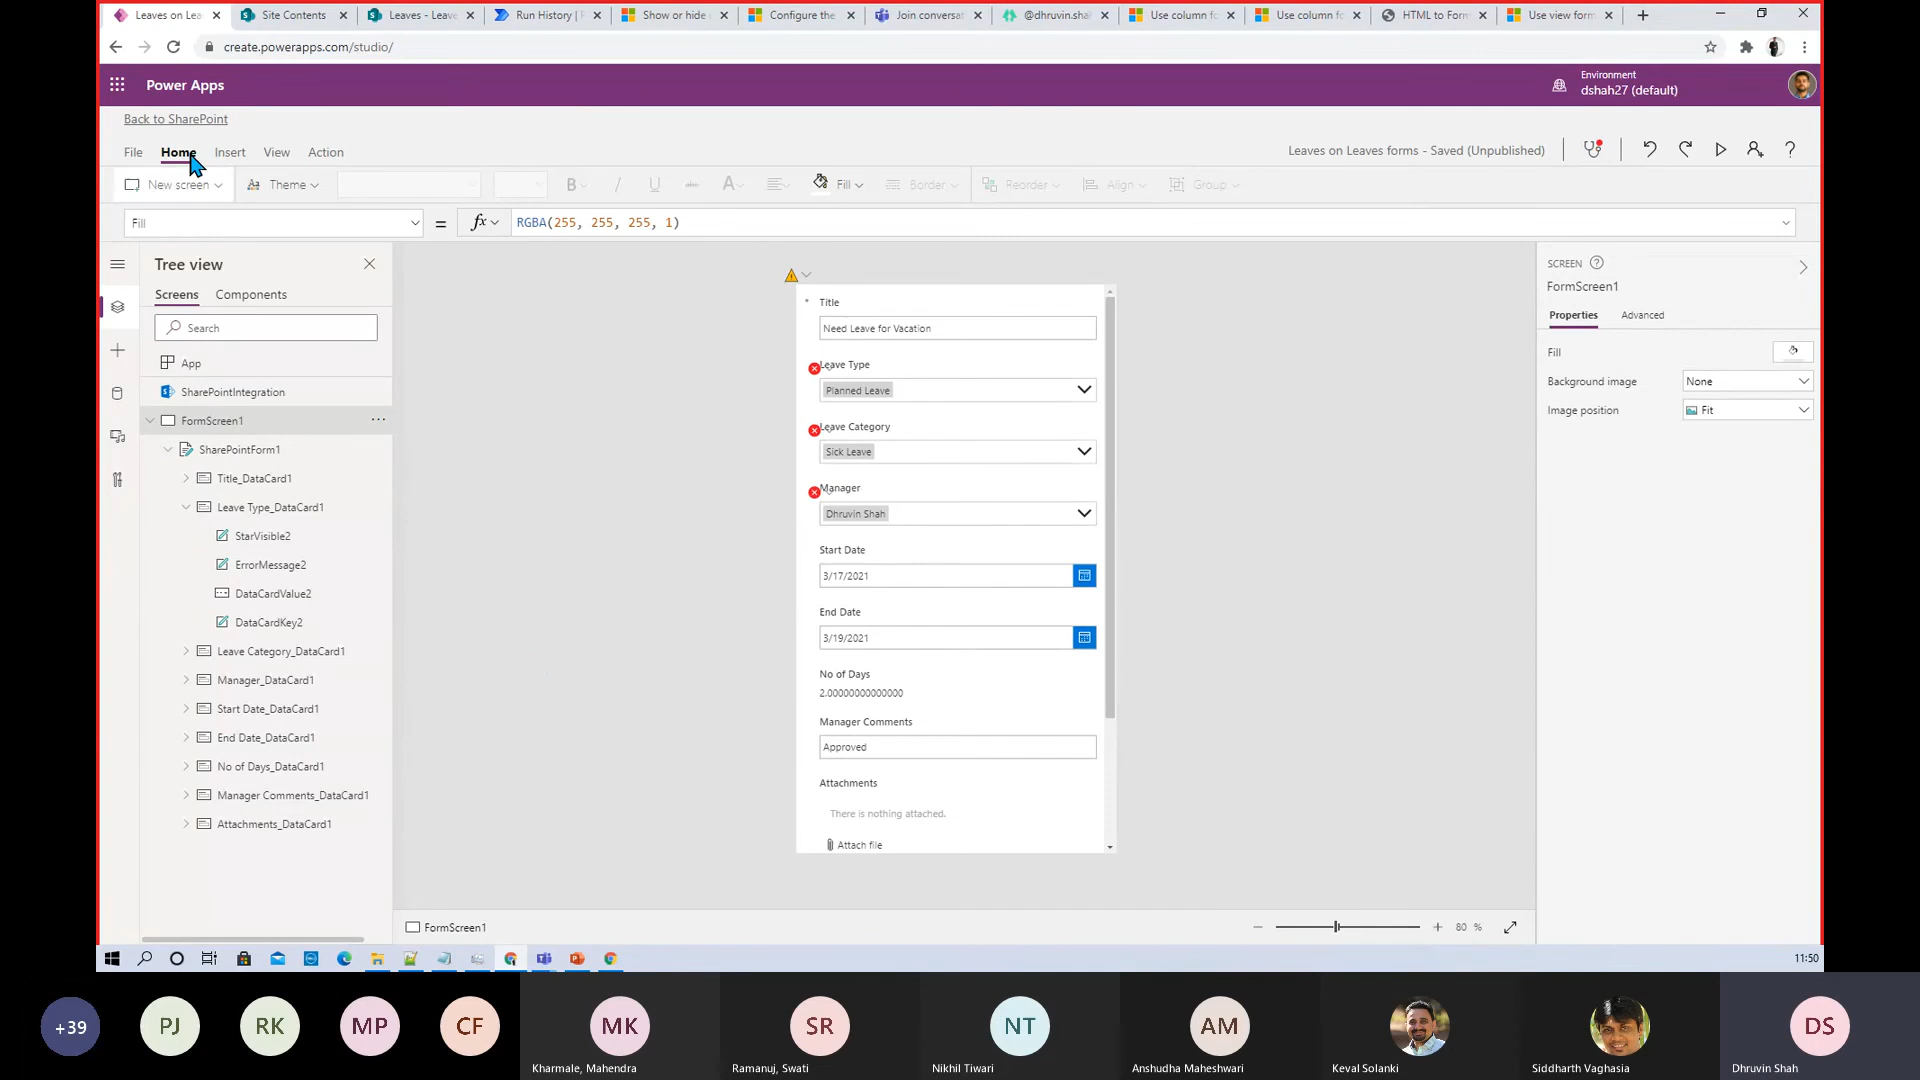 Leaves on Lea
Site Contents
Leaves - Leave
Run History | P
Show or hide
Configure the
Join conversat
@dhruvin.sha
Use column fo
Use column fo
HTML to Form
Use view form
create.powerapps.com/studio/
Power Apps
Environment
dshah27 (default)
Back to SharePoint
File Home Insert View Action
Leaves on Leaves forms - Saved (Unpublished)
New screen Theme B I U abc A Fill Border Reorder Align Group
Fill = fx RGBA(255, 255, 255, 1)
Tree view
Screens Components
Search
App
SharePointIntegration
FormScreen1
SharePointForm1
Title_DataCard1
Leave Type_DataCard1
StarVisible2
ErrorMessage2
DataCardValue2
DataCardKey2
Leave Category_DataCard1
Manager_DataCard1
Start Date_DataCard1
End Date_DataCard1
No of Days_DataCard1
Manager Comments_DataCard1
Attachments_DataCard1
* Title
Need Leave for Vacation
Leave Type
Planned Leave
Leave Category
Sick Leave
Manager
Dhruvin Shah
Start Date
3/17/2021
End Date
3/19/2021
No of Days
2.00000000000000
Manager Comments
Approved
Attachments
There is nothing attached.
Attach file
SCREEN
FormScreen1
Properties Advanced
Fill
Background image None
Image position Fit
FormScreen1
80 %
11:50
+39 PJ RK MP CF MK SR NT AM DS
Kharmale, Mahendra
Ramanuj, Swati
Nikhil Tiwari
Anshudha Maheshwari
Keval Solanki
Siddharth Vaghasia
Dhruvin Shah